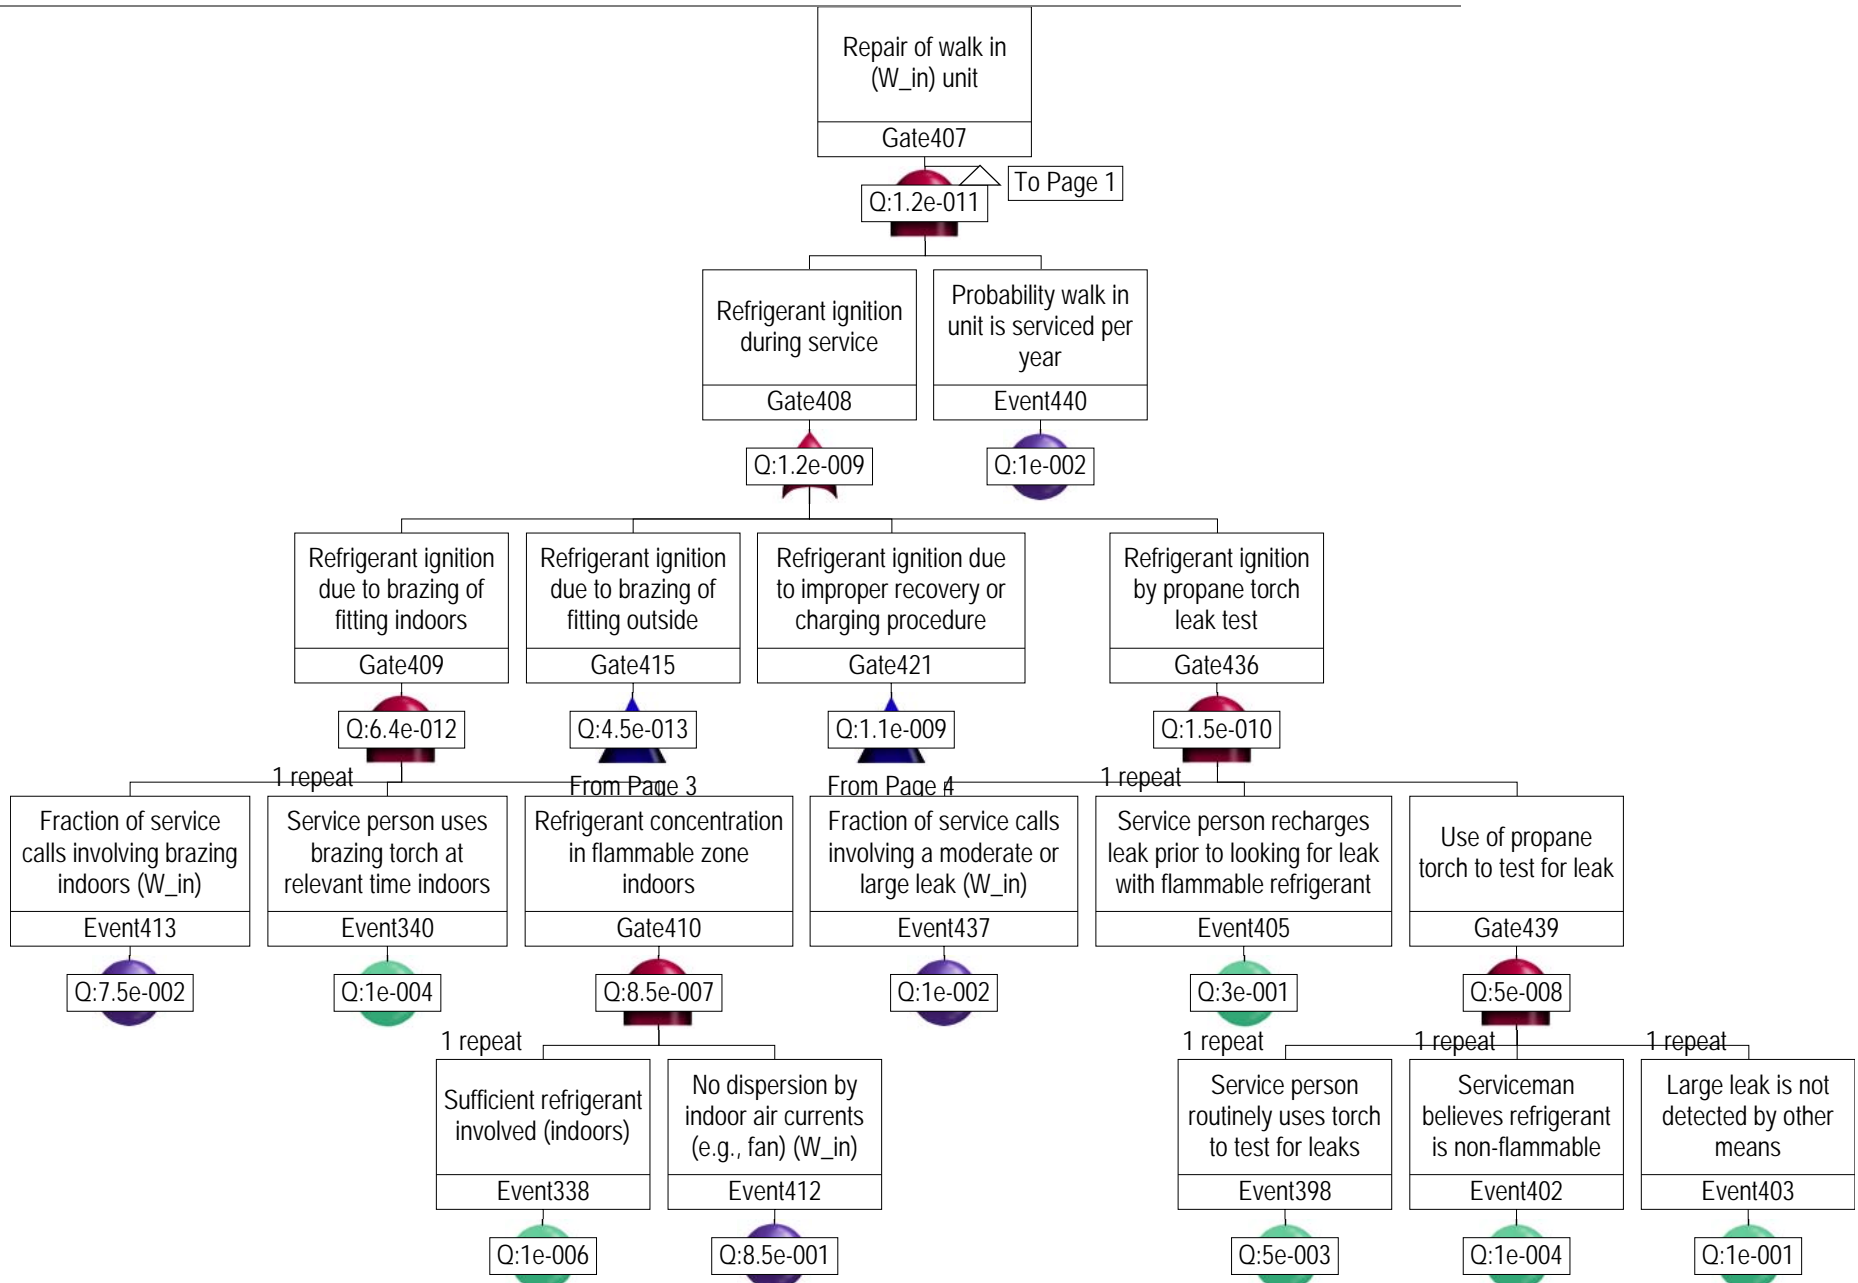 Repair of walk in
(W_in) unit
Gate407
To Page 1
Q:1.2e-011
Refrigerant ignition
during service
Gate408
Q:1.2e-009
Probability walk in
unit is serviced per
year
Event440
Q:1e-002
Refrigerant ignition
due to brazing of
fitting indoors
Gate409
Q:6.4e-012
Refrigerant ignition
due to brazing of
fitting outside
Gate415
Q:4.5e-013
From Page 3
Refrigerant ignition due
to improper recovery or
charging procedure
Gate421
Q:1.1e-009
From Page 4
Refrigerant ignition
by propane torch
leak test
Gate436
Q:1.5e-010
Fraction of service
calls involving brazing
indoors (W_in)
Event413
Q:7.5e-002
1 repeat
Service person uses
brazing torch at
relevant time indoors
Event340
Q:1e-004
Refrigerant concentration
in flammable zone
indoors
Gate410
Q:8.5e-007
Fraction of service calls
involving a moderate or
large leak (W_in)
Event437
Q:1e-002
1 repeat
Service person recharges
leak prior to looking for leak
with flammable refrigerant
Event405
Q:3e-001
Use of propane
torch to test for leak
Gate439
Q:5e-008
1 repeat
Sufficient refrigerant
involved (indoors)
Event338
Q:1e-006
No dispersion by
indoor air currents
(e.g., fan) (W_in)
Event412
Q:8.5e-001
1 repeat
Service person
routinely uses torch
to test for leaks
Event398
Q:5e-003
1 repeat
Serviceman
believes refrigerant
is non-flammable
Event402
Q:1e-004
1 repeat
Large leak is not
detected by other
means
Event403
Q:1e-001